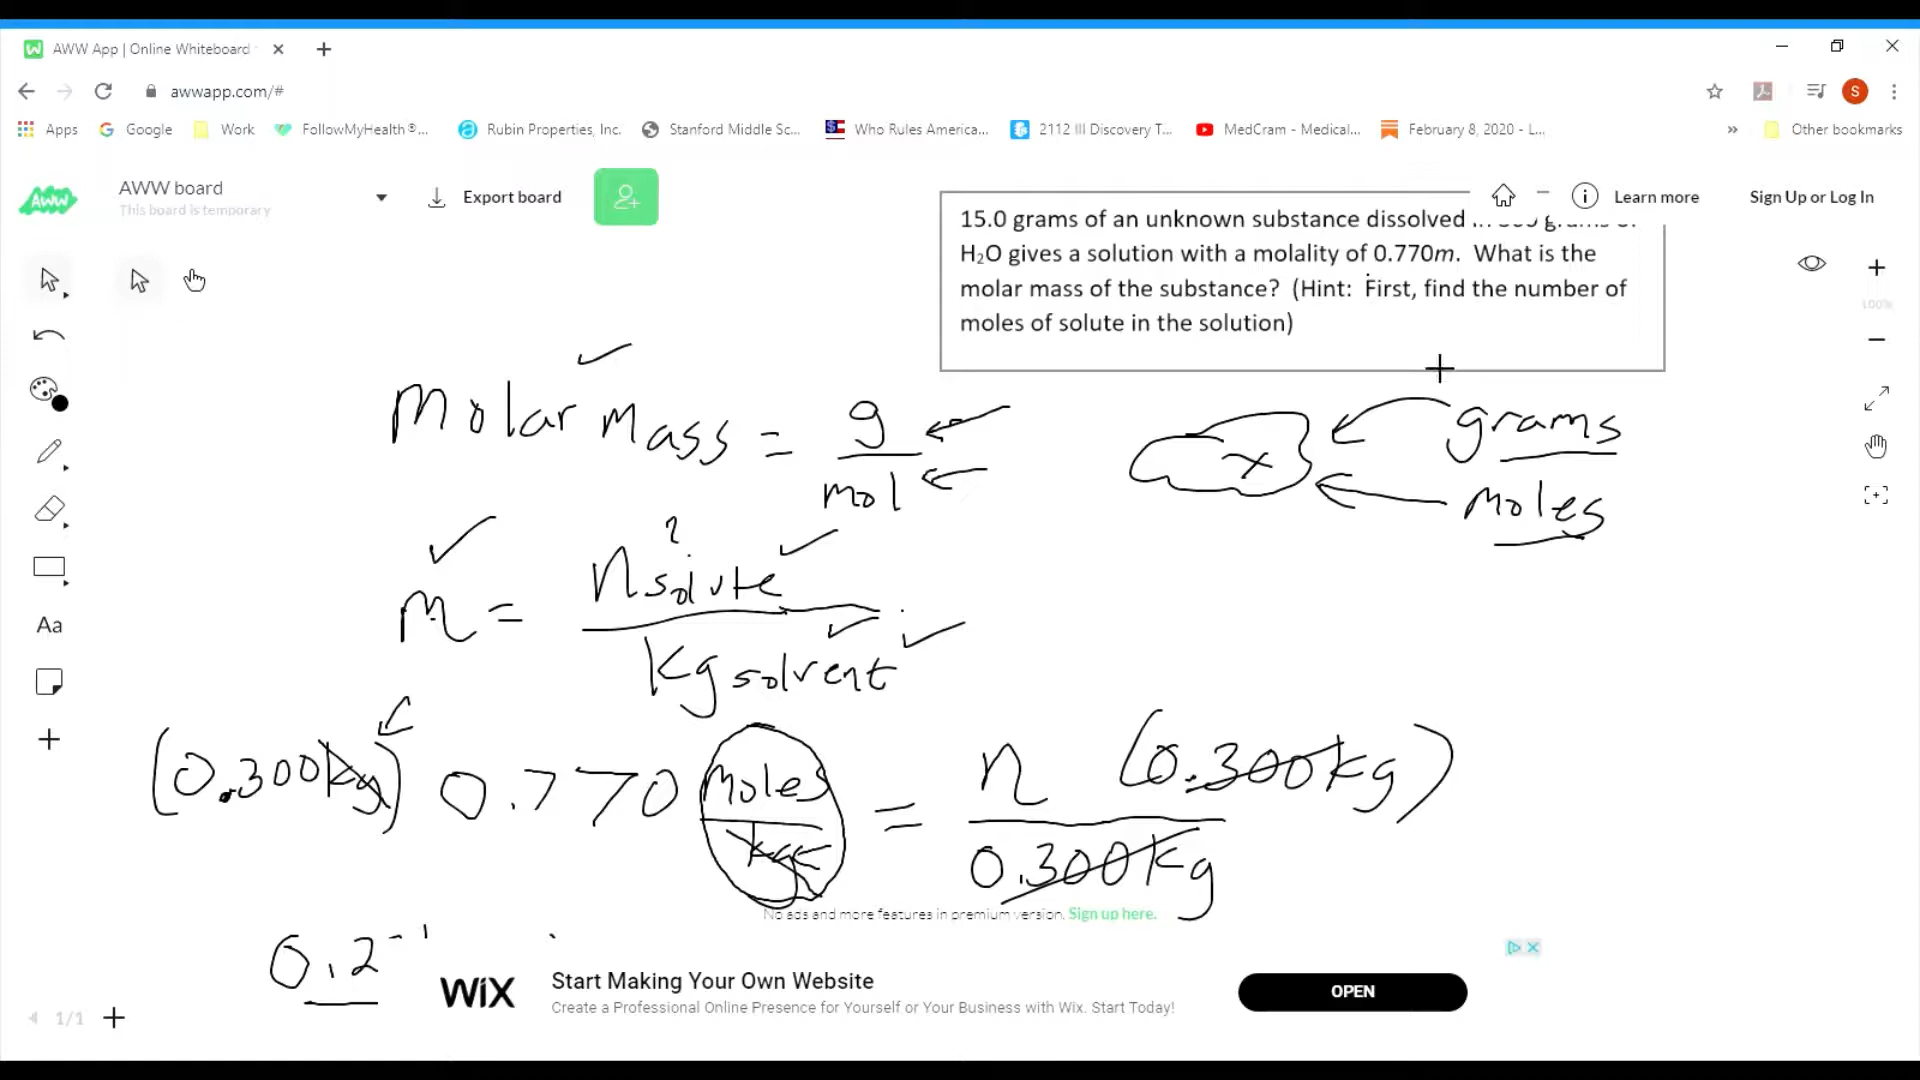 AWW App | Online Whiteboard
awwapp.com/#
Apps Google Work FollowMyHealth®... Rubin Properties, Inc. Stanford Middle Sc... Who Rules America... 2112 III Discovery T... MedCram - Medical... February 8, 2020 - L... » Other bookmarks
AWW
AWW board
This board is temporary
Export board
Learn more
Sign Up or Log In
S
15.0 grams of an unknown substance dissolved
H₂O gives a solution with a molality of 0.770m. What is the
molar mass of the substance? (Hint: First, find the number of
moles of solute in the solution)
100%
Molar Mass = g/mol
x
grams
moles
m = n solute / kg solvent
?
(0.300kg) 0.770 moles/kg = n (0.300kg) / 0.300kg
Aa
No ads and more features in premium version. Sign up here.
0.2
WiX
Start Making Your Own Website
Create a Professional Online Presence for Yourself or Your Business with Wix. Start Today!
OPEN
1/1